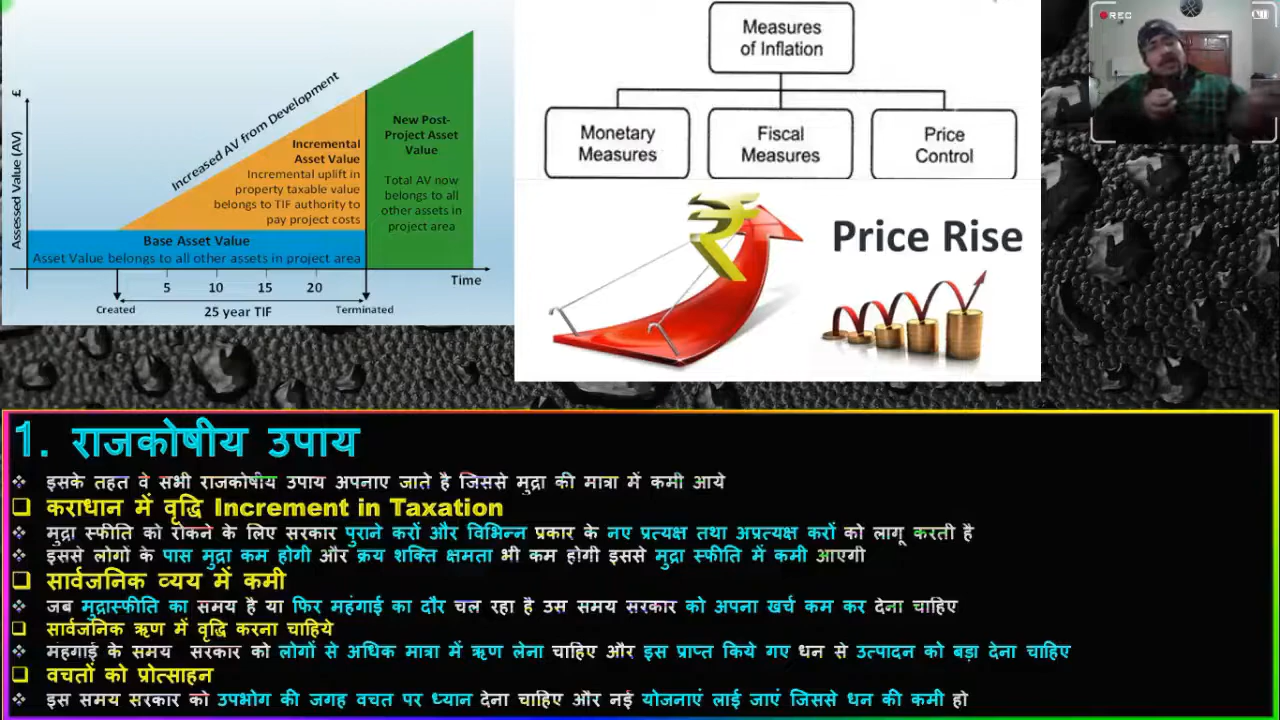 £
Assessed Value (AV)
Increased AV from Development
Incremental
Asset Value
Incremental uplift in
property taxable value
belongs to TIF authority to
pay project costs
New Post-
Project Asset
Value
Total AV now
belongs to all
other assets in
project area
Base Asset Value
Asset Value belongs to all other assets in project area
5 10 15 20
Time
Created
25 year TIF
Terminated
Measures
of Inflation
Monetary
Measures
Fiscal
Measures
Price
Control
₹
Price Rise
REC
1. राजकोषीय उपाय
इसके तहत वे सभी राजकोषीय उपाय अपनाए जाते है जिससे मुद्रा की मात्रा में कमी आये
कराधान में वृद्धि Increment in Taxation
मुद्रा स्फीति को रोकने के लिए सरकार पुराने करों और विभिन्न प्रकार के नए प्रत्यक्ष तथा अप्रत्यक्ष करों को लागू करती है
इससे लोगों के पास मुद्रा कम होगी और क्रय शक्ति क्षमता भी कम होगी इससे मुद्रा स्फीति में कमी आएगी
सार्वजनिक व्यय में कमी
जब मुद्रास्फीति का समय है या फिर महंगाई का दौर चल रहा है उस समय सरकार को अपना खर्च कम कर देना चाहिए
सार्वजनिक ऋण में वृद्धि करना चाहिये
मंहगाई के समय सरकार को लोगों से अधिक मात्रा में ऋण लेना चाहिए और इस प्राप्त किये गए धन से उत्पादन को बड़ा देना चाहिए
वचतों को प्रोत्साहन
इस समय सरकार को उपभोग की जगह वचत पर ध्यान देना चाहिए और नई योजनाएं लाई जाएं जिससे धन की कमी हो